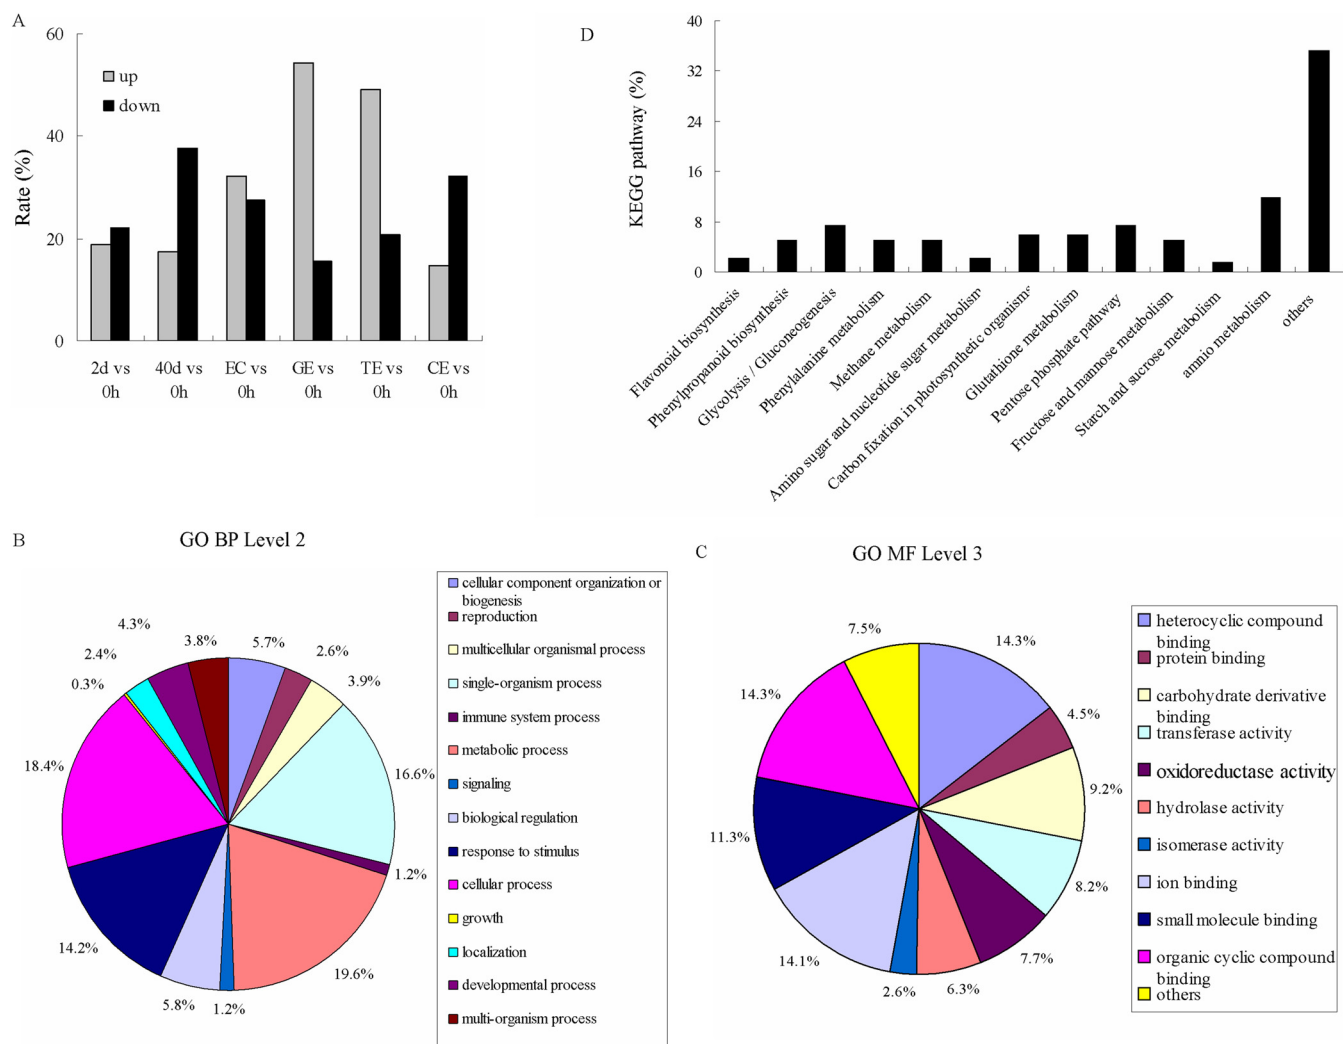 A
60
40
20
0
Rate (%)
up
down
2d vs
0h
40d vs
0h
EC vs
0h
GE vs
0h
TE vs
0h
CE vs
0h
D
40
32
24
16
8
0
KEGG pathway (%)
Flavonoid biosynthesis
Phenylpropanoid biosynthesis
Glycolysis / Gluconeogenesis
Phenylalanine metabolism
Methane metabolism
Amino sugar and nucleotide sugar metabolism
Carbon fixation in photosynthetic organisms
Glutathione metabolism
Pentose phosphate pathway
Fructose and mannose metabolism
Starch and sucrose metabolism
amnio metabolism
others
B
GO BP Level 2
5.7%
2.6%
3.9%
16.6%
1.2%
19.6%
1.2%
5.8%
14.2%
18.4%
0.3%
2.4%
4.3%
3.8%
cellular component organization or
biogenesis
reproduction
multicellular organismal process
single-organism process
immune system process
metabolic process
signaling
biological regulation
response to stimulus
cellular process
growth
localization
developmental process
multi-organism process
C
GO MF Level 3
14.3%
4.5%
9.2%
8.2%
7.7%
6.3%
2.6%
14.1%
11.3%
14.3%
7.5%
heterocyclic compound
binding
protein binding
carbohydrate derivative
binding
transferase activity
oxidoreductase activity
hydrolase activity
isomerase activity
ion binding
small molecule binding
organic cyclic compound
binding
others